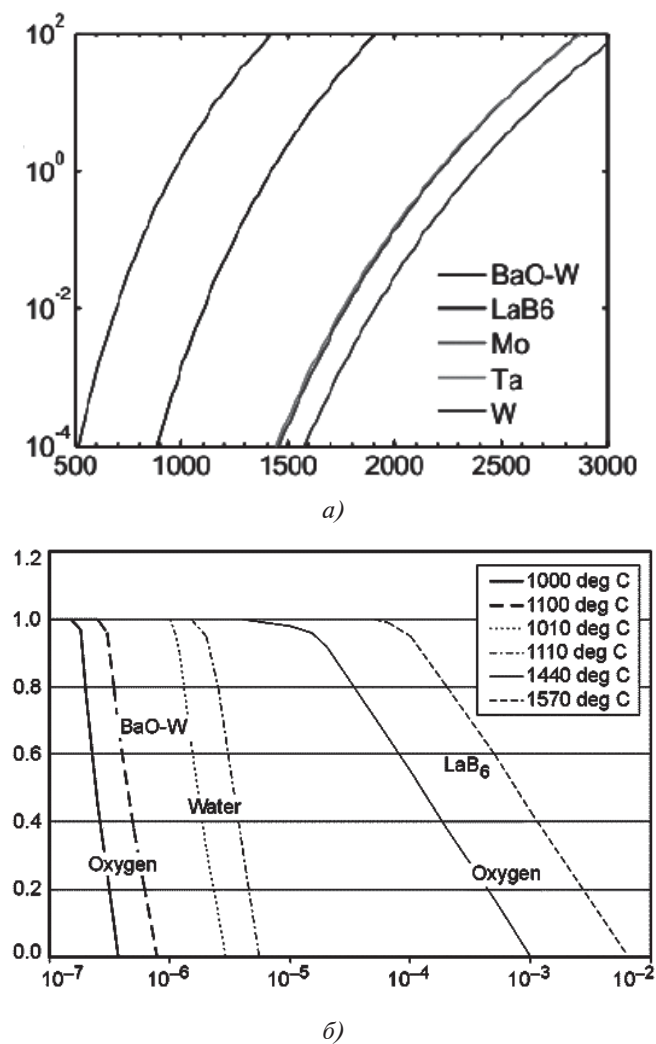 10²
10⁰
10⁻²
10⁻⁴
BaO-W
LaB6
Mo
Ta
W
500 1000 1500 2000 2500 3000
а)
1.2
1.0
0.8
0.6
0.4
0.2
0.0
1000 deg C
1100 deg C
1010 deg C
1110 deg C
1440 deg C
1570 deg C
BaO-W
LaB₆
Water
Oxygen
Oxygen
10⁻⁷ 10⁻⁶ 10⁻⁵ 10⁻⁴ 10⁻³ 10⁻²
б)